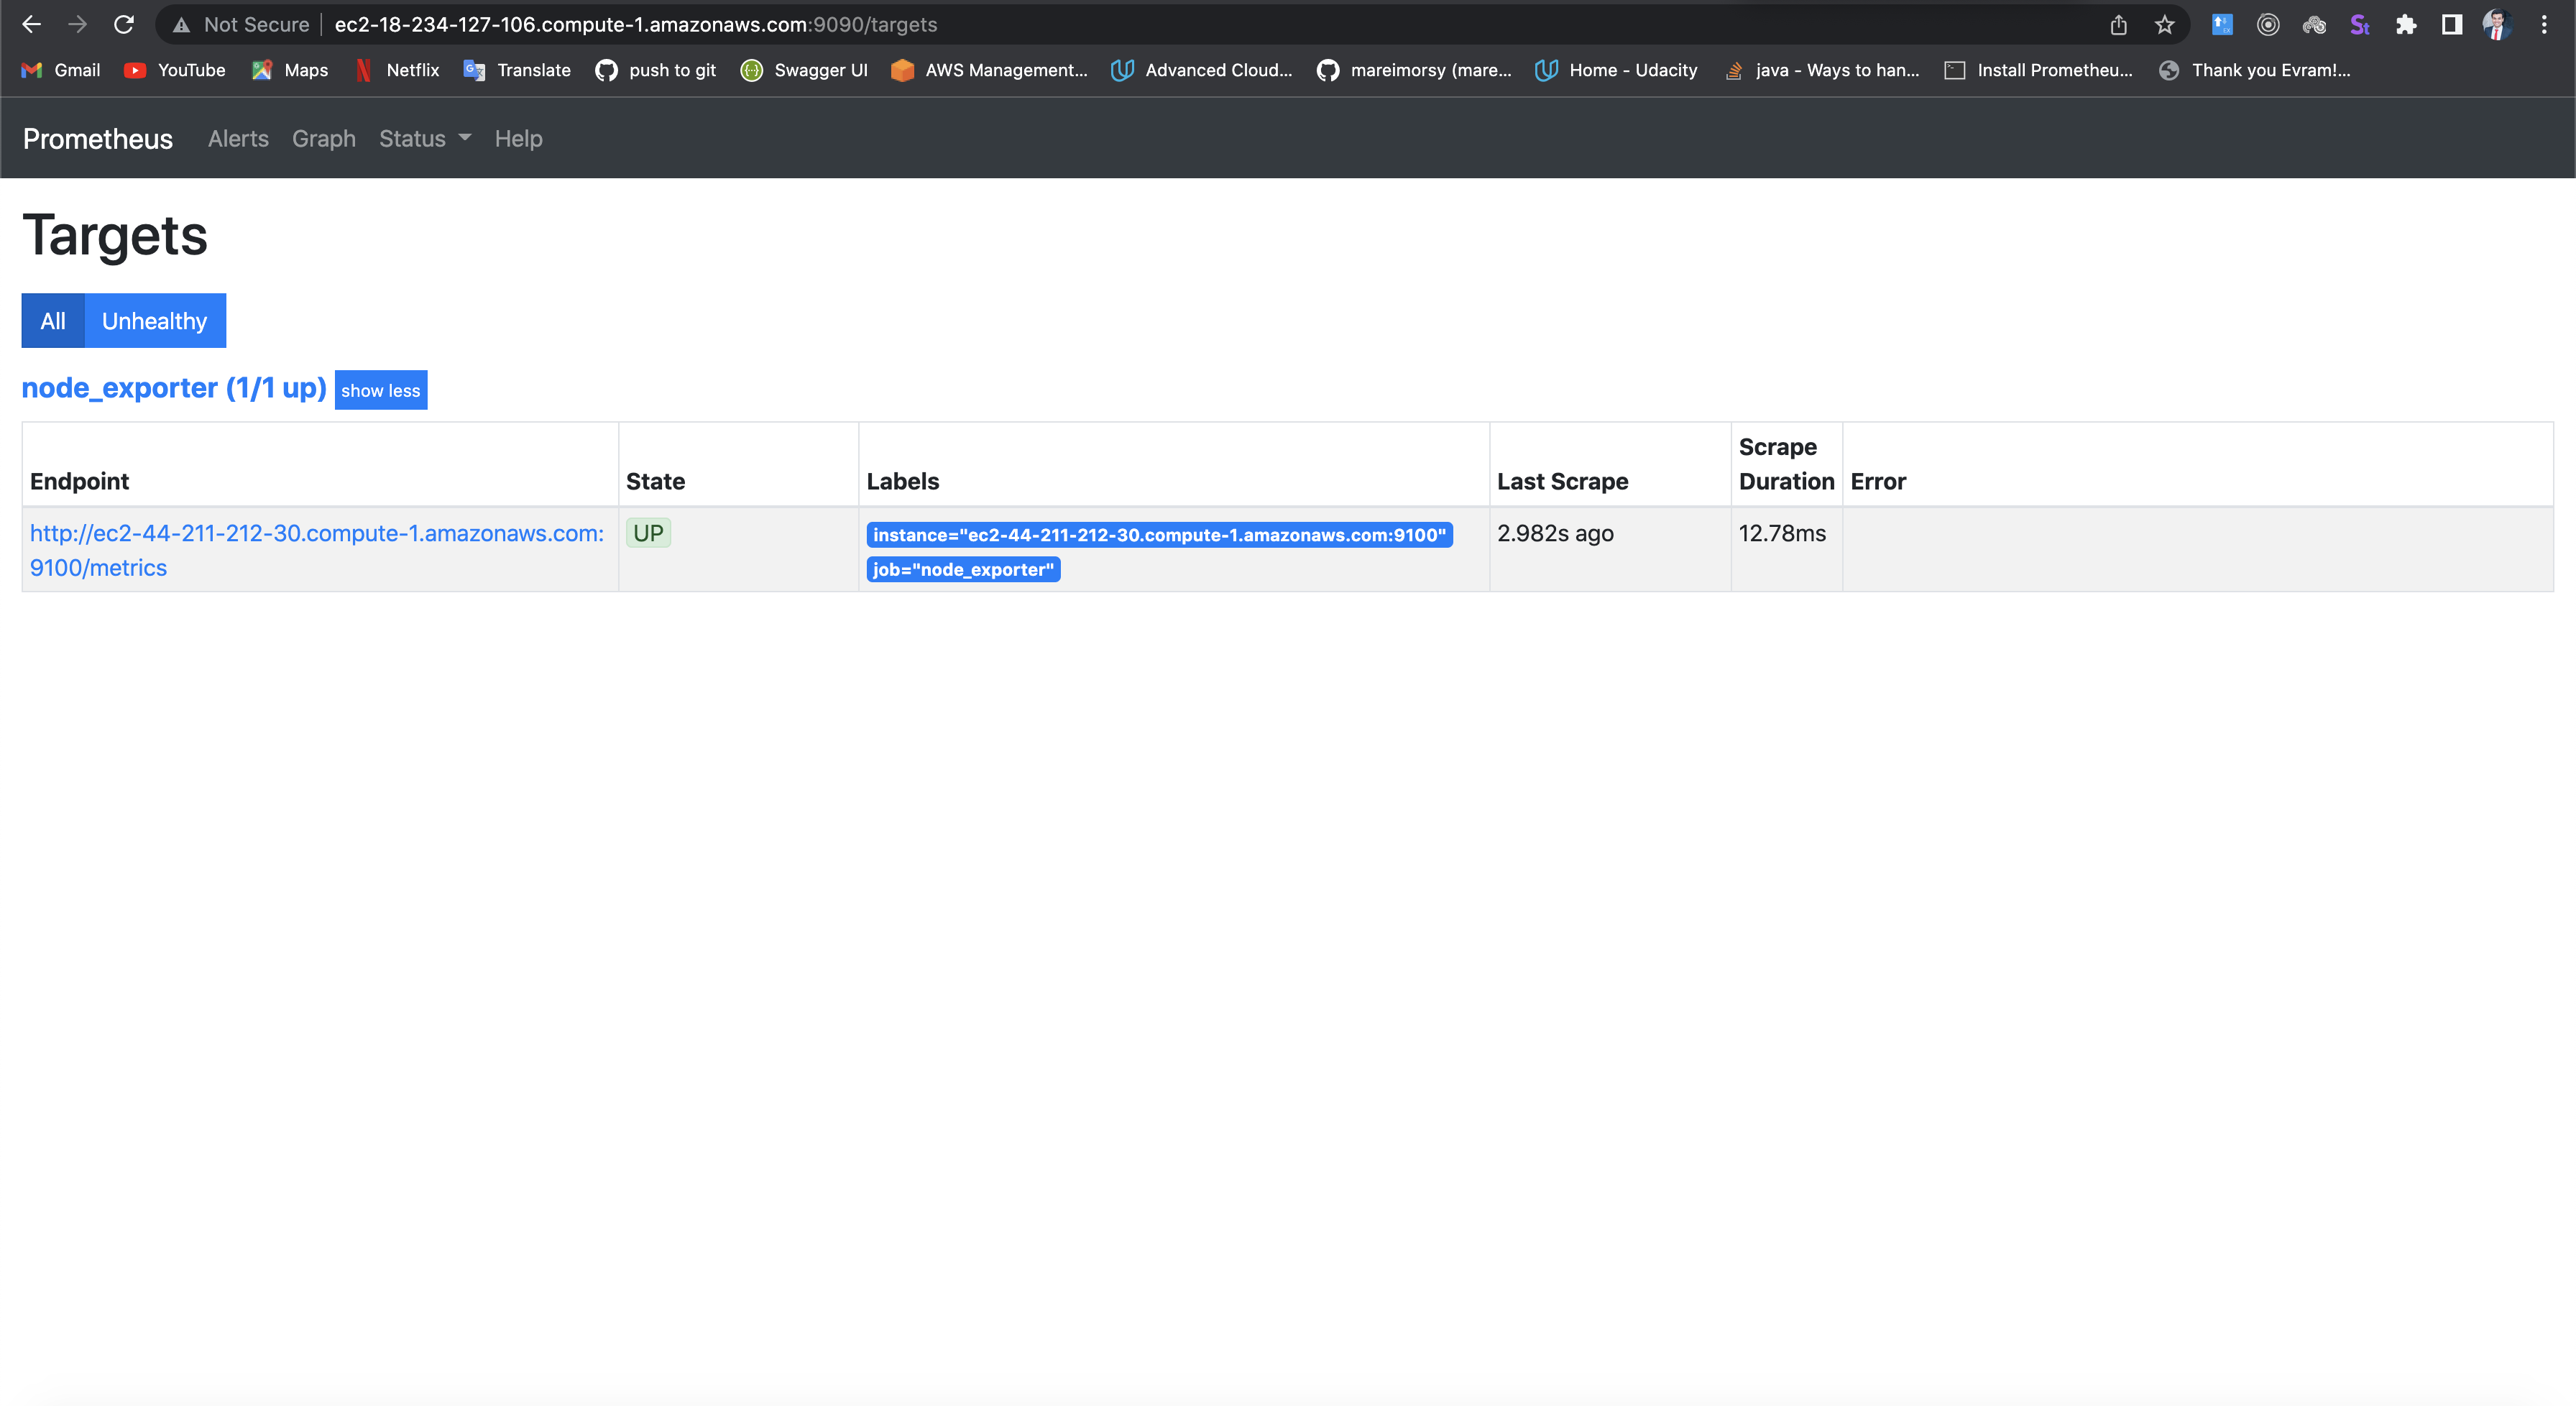 Not Secure ec2-18-234-127-106.compute-1.amazonaws.com:9090/targets
Gmail YouTube Maps Netflix Translate push to git Swagger UI AWS Management... Advanced Cloud... mareimorsy (mare... Home - Udacity java - Ways to han... Install Prometheu... Thank you Evram!...
Prometheus Alerts Graph Status Help
Targets
All Unhealthy
node_exporter (1/1 up) show less
Endpoint State Labels Last Scrape Scrape Duration Error
http://ec2-44-211-212-30.compute-1.amazonaws.com:9100/metrics UP instance="ec2-44-211-212-30.compute-1.amazonaws.com:9100" 2.982s ago 12.78ms
job="node_exporter"